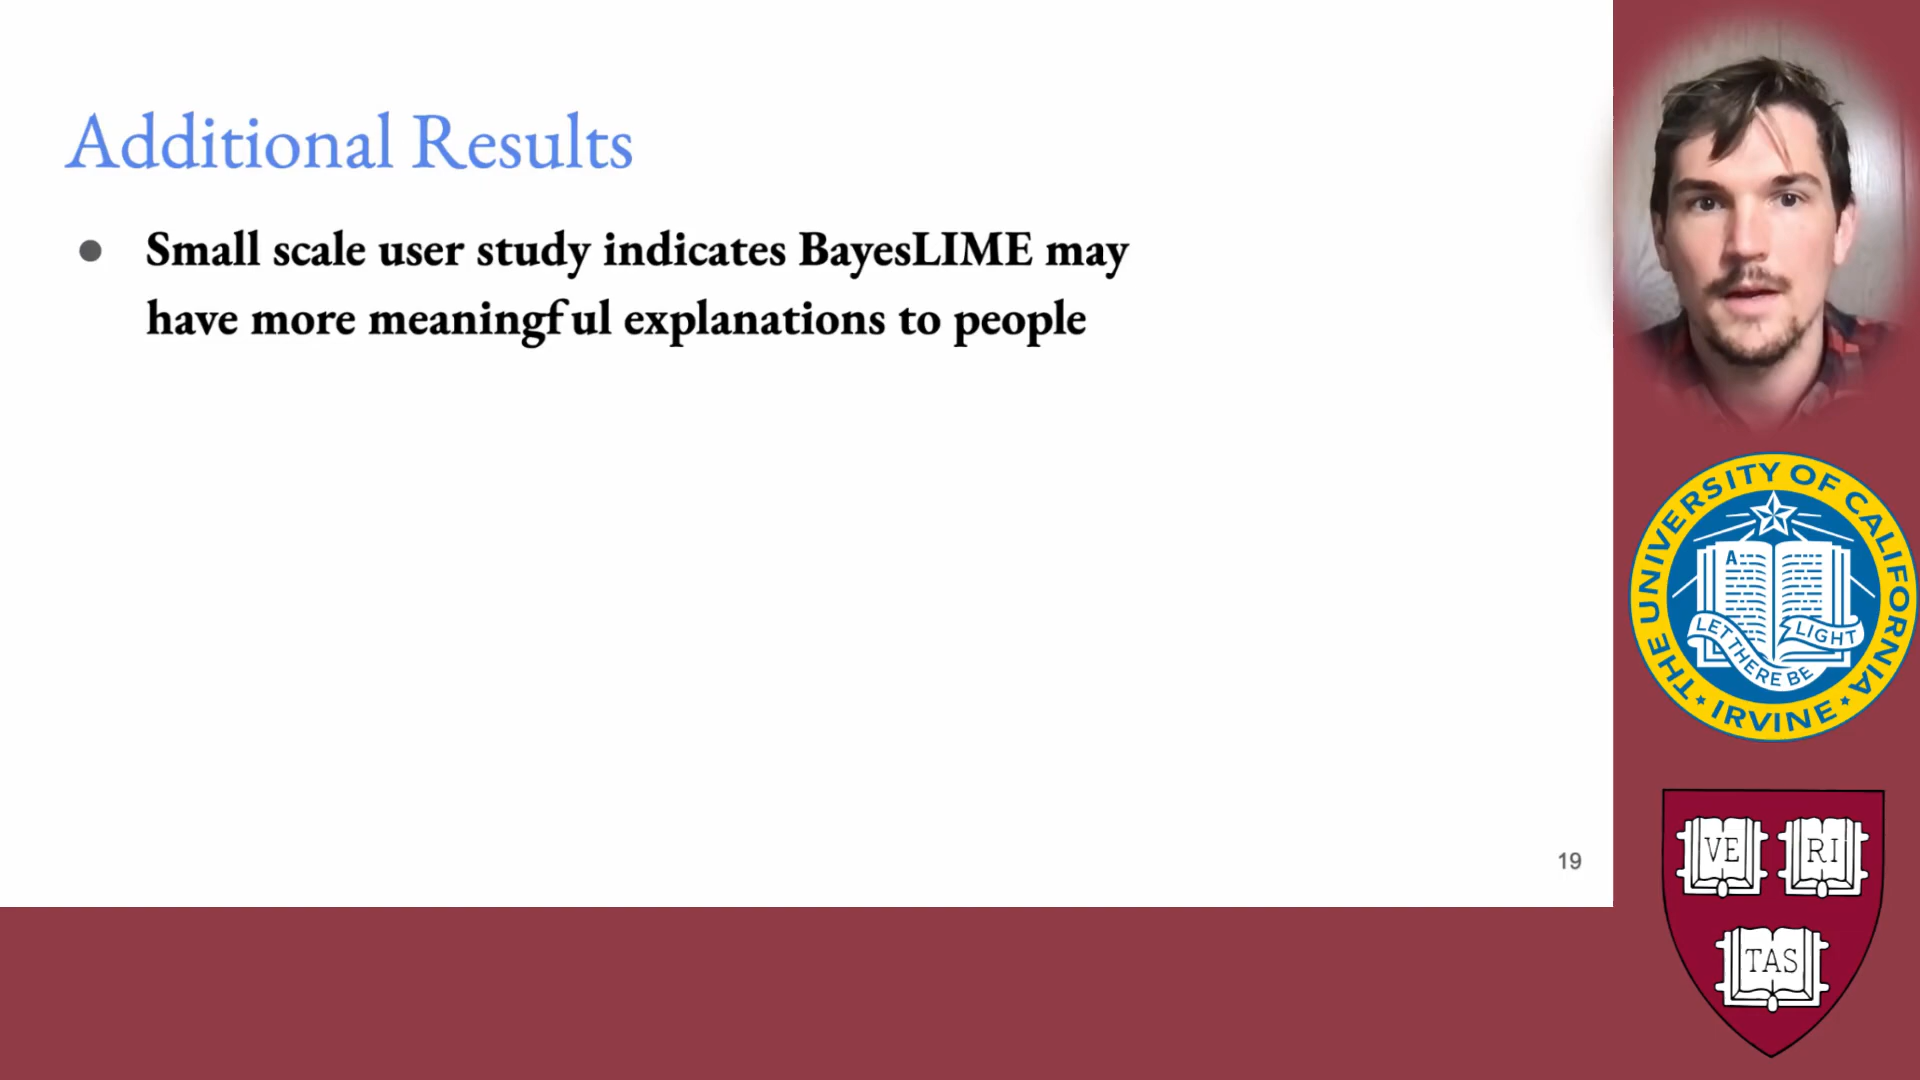 Additional Results
● Small scale user study indicates BayesLIME may
have more meaningful explanations to people
19
THE UNIVERSITY OF CALIFORNIA
IRVINE
A
LET THERE BE LIGHT
VE RI
TAS